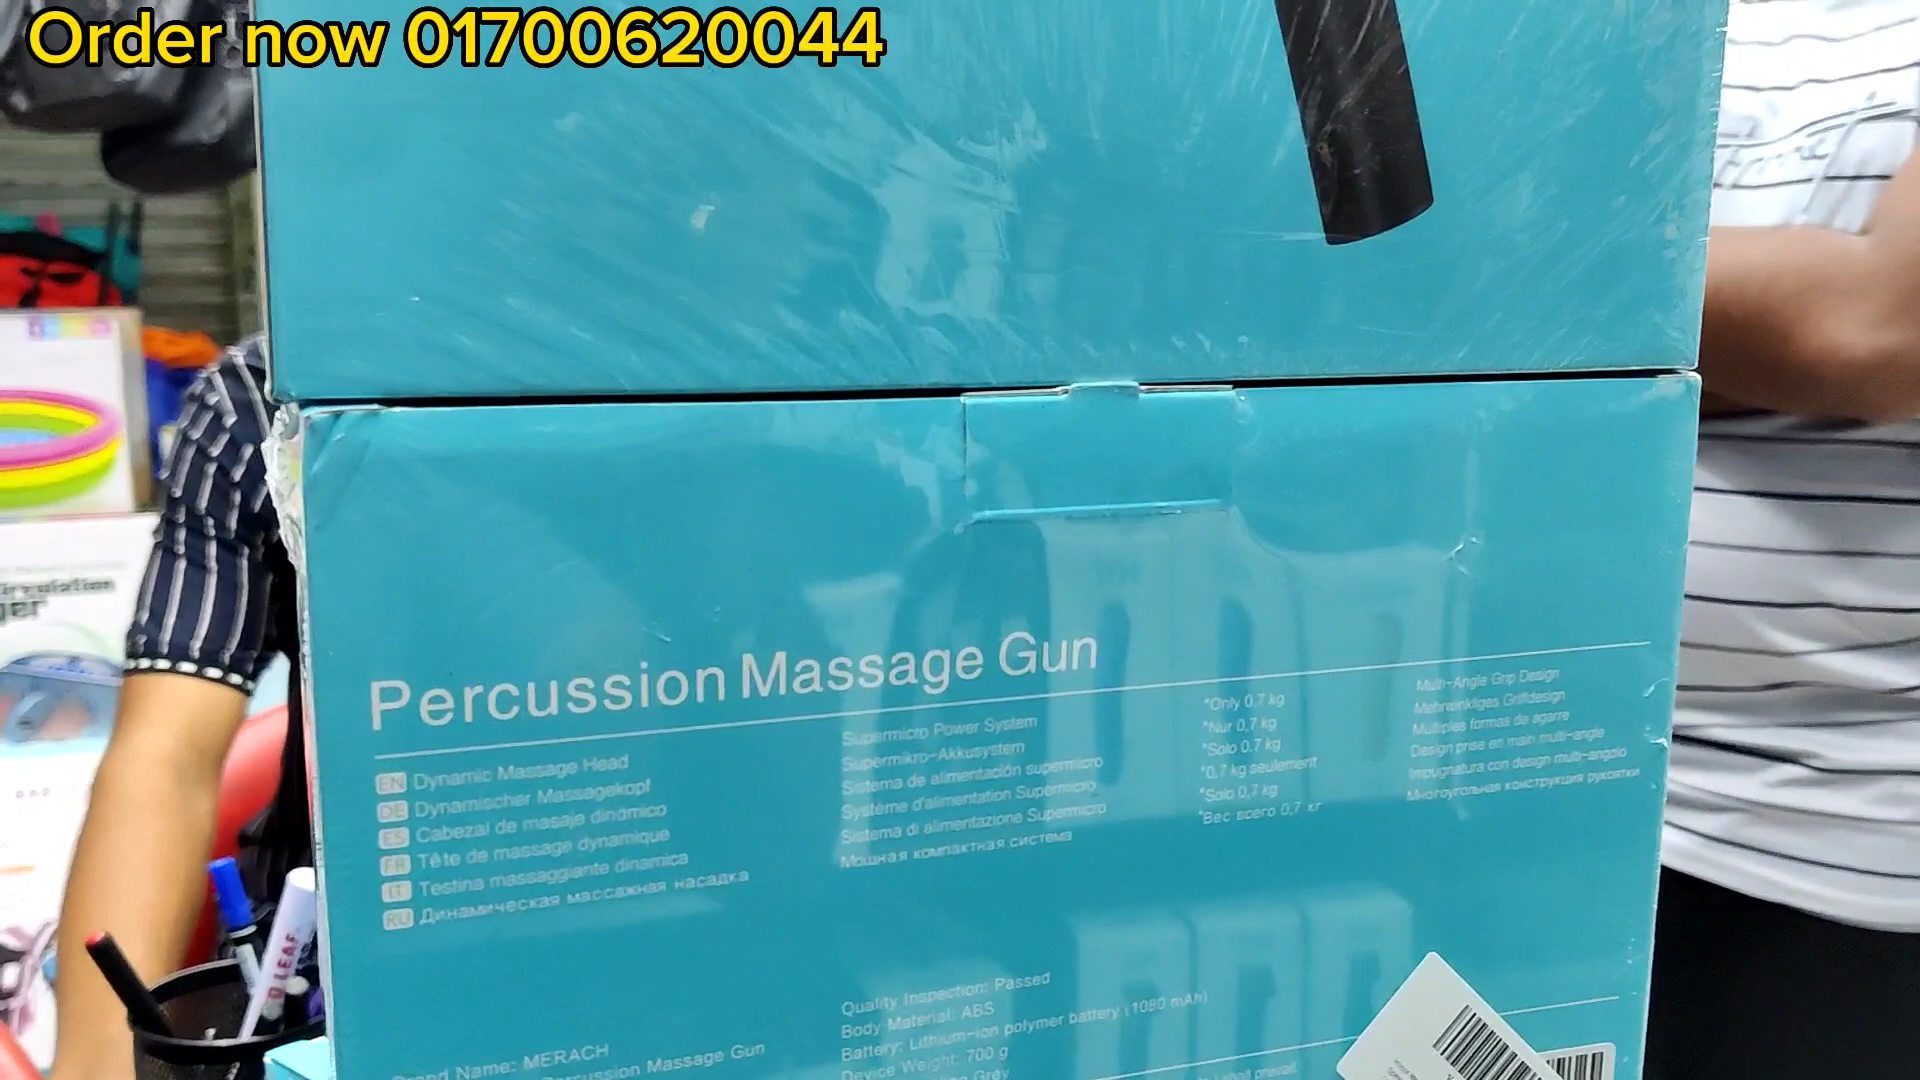 Order now 01700620044
Percussion Massage Gun
EN Dynamic Massage Head
DE Dynamischer Massagekopf
ES Cabezal de masaje dinámico
FR Tête de massage dynamique
IT Testina massaggiante dinamica
RU Динамическая массажная насадка
Supermicro Power System
Supermikro-Akkusystem
Sistema de alimentación supermicro
Système d'alimentation Supermicro
Sistema di alimentazione Supermicro
Мощная компактная система
*Only 0.7 kg
*Nur 0,7 kg
*Solo 0.7 kg
*0,7 kg seulement
*Solo 0,7 kg
*Вес всего 0,7 кг
Multi-Angle Grip Design
Mehrwinkliges Griffdesign
Múltiples formas de agarre
Design prise en main multi-angle
Impugnatura con design multi-angolo
Многоугольная конструкция рукоятки
Name: MERACH
Percussion Massage Gun
Quality Inspection: Passed
Body Material: ABS
Battery: Lithium-ion polymer battery (1080 mAh)
Device Weight: 700 g
Grey
shall prevail.
LEAF